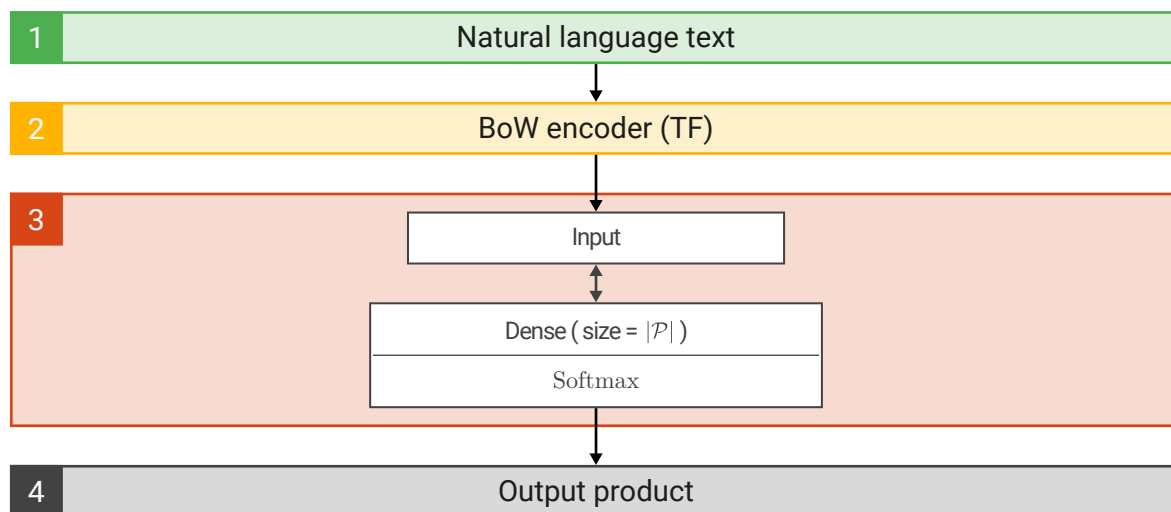 1 Natural language text
2 BoW encoder (TF)
3
Input
Dense ( size = |𝒫| )
Softmax
4 Output product